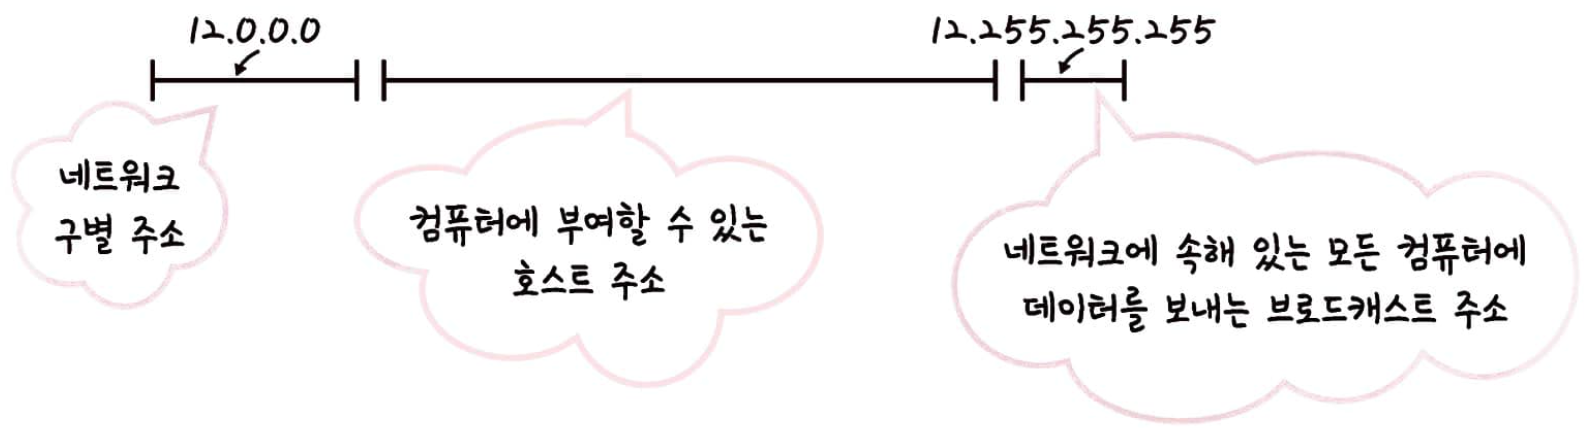 12.0.0.0
12.255.255.255
네트워크
구별 주소
컴퓨터에 부여할 수 있는
호스트 주소
네트워크에 속해 있는 모든 컴퓨터에
데이터를 보내는 브로드캐스트 주소